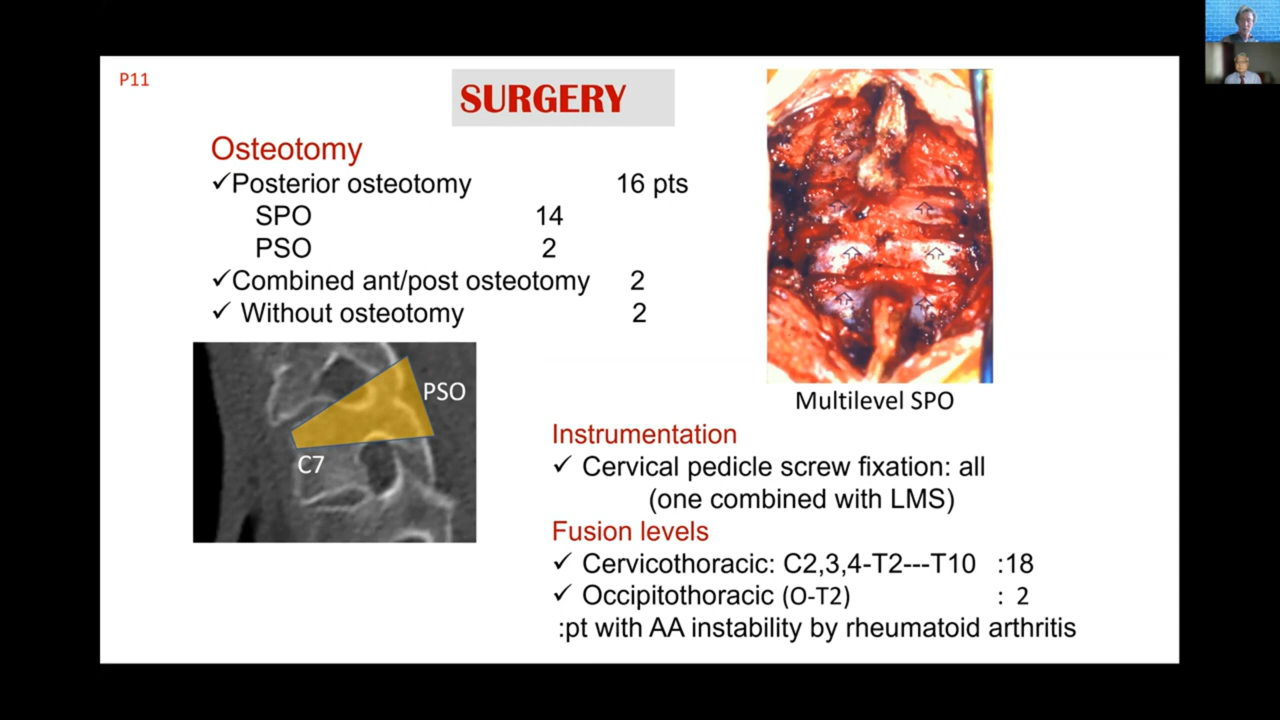 P11
SURGERY
Osteotomy
✓Posterior osteotomy 16 pts
SPO 14
PSO 2
✓Combined ant/post osteotomy 2
✓ Without osteotomy 2
PSO
C7
Multilevel SPO
Instrumentation
✓ Cervical pedicle screw fixation: all
(one combined with LMS)
Fusion levels
✓ Cervicothoracic: C2,3,4-T2---T10 :18
✓ Occipitothoracic (O-T2) : 2
:pt with AA instability by rheumatoid arthritis